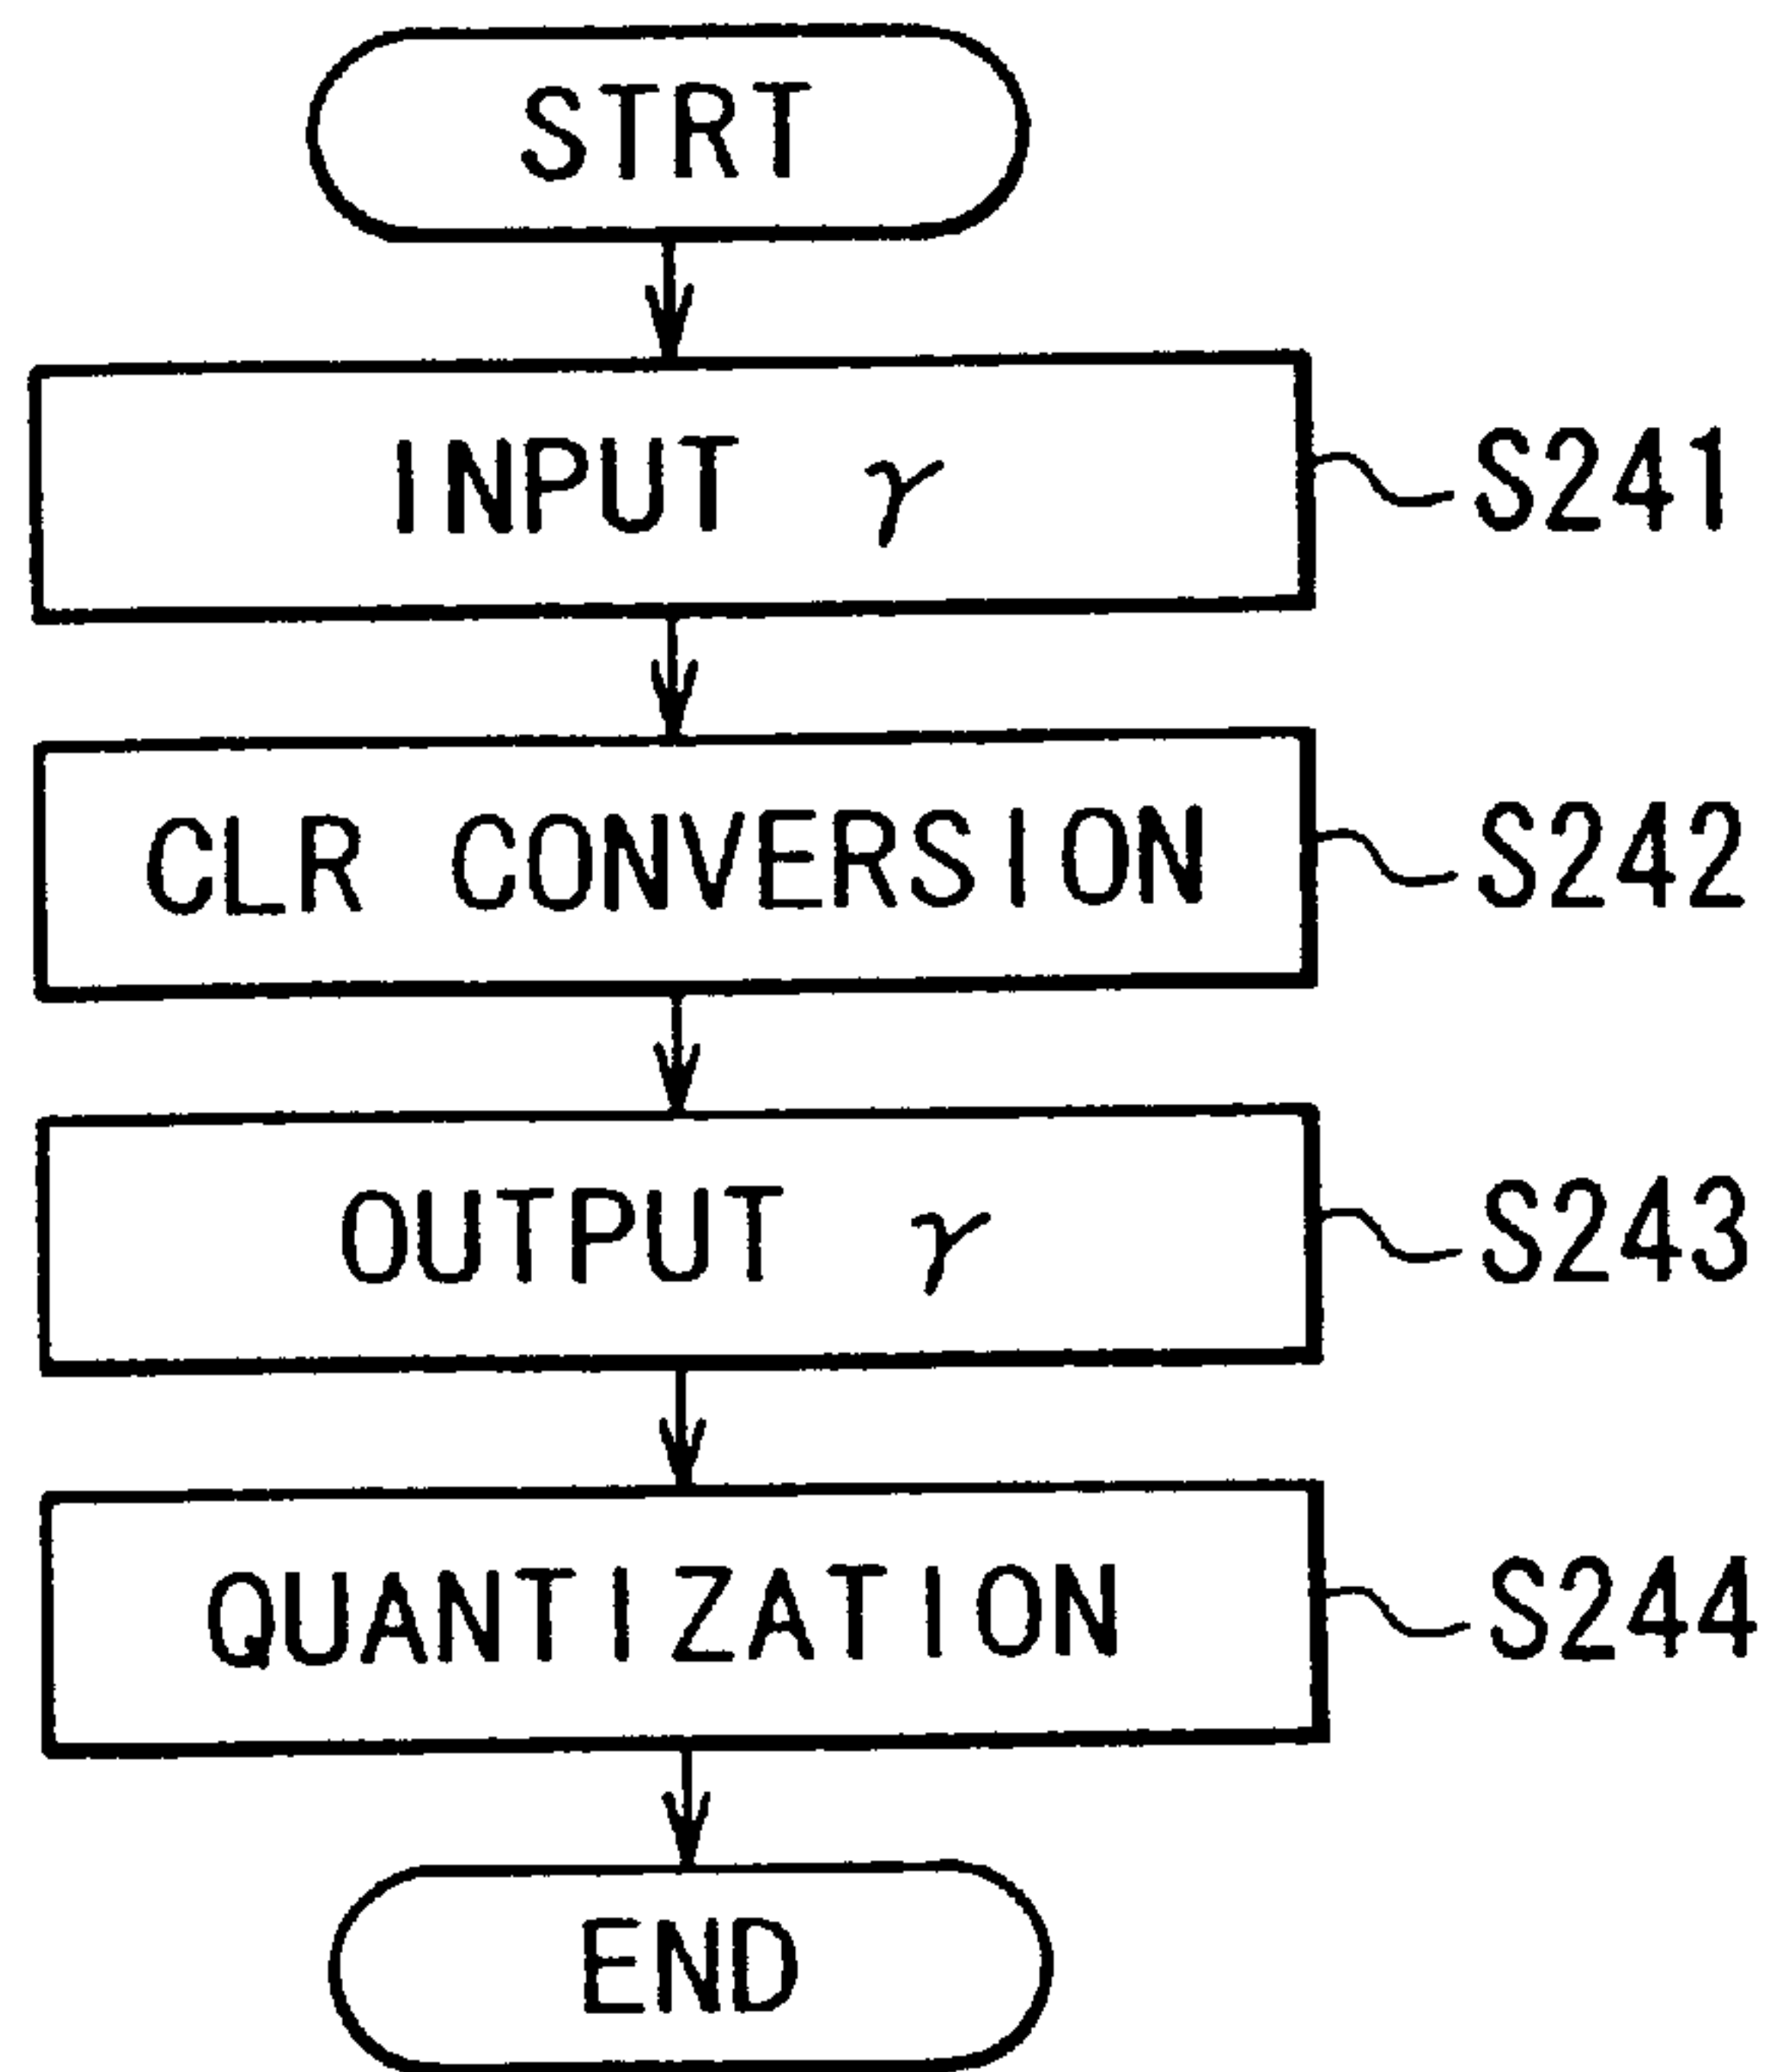 STRT
INPUT γ S241
CLR CONVERSION S242
OUTPUT γ S243
QUANTIZATION S244
END